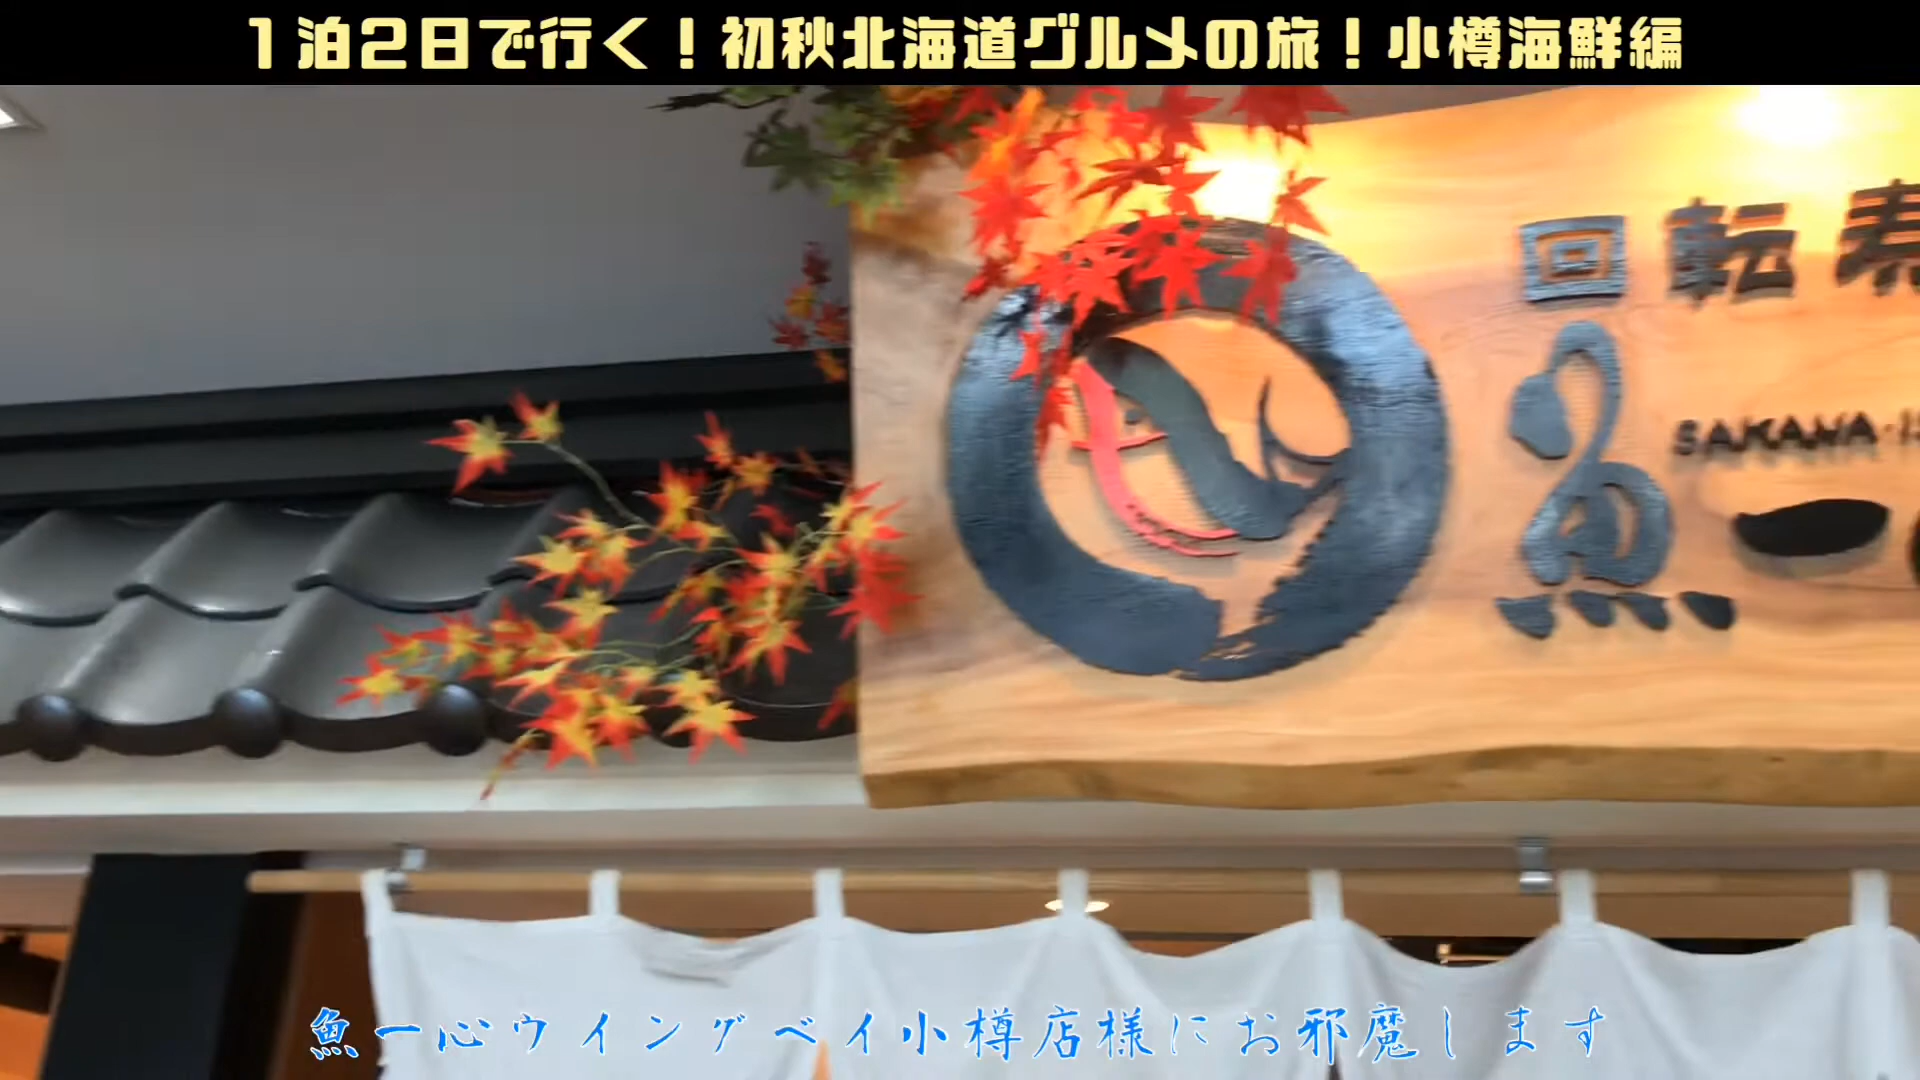 1泊2日で行く！初秋北海道グルメの旅！小樽海鮮編
回転寿
魚一
SAKANA・I
魚一心ウイングベイ小樽店様にお邪魔します